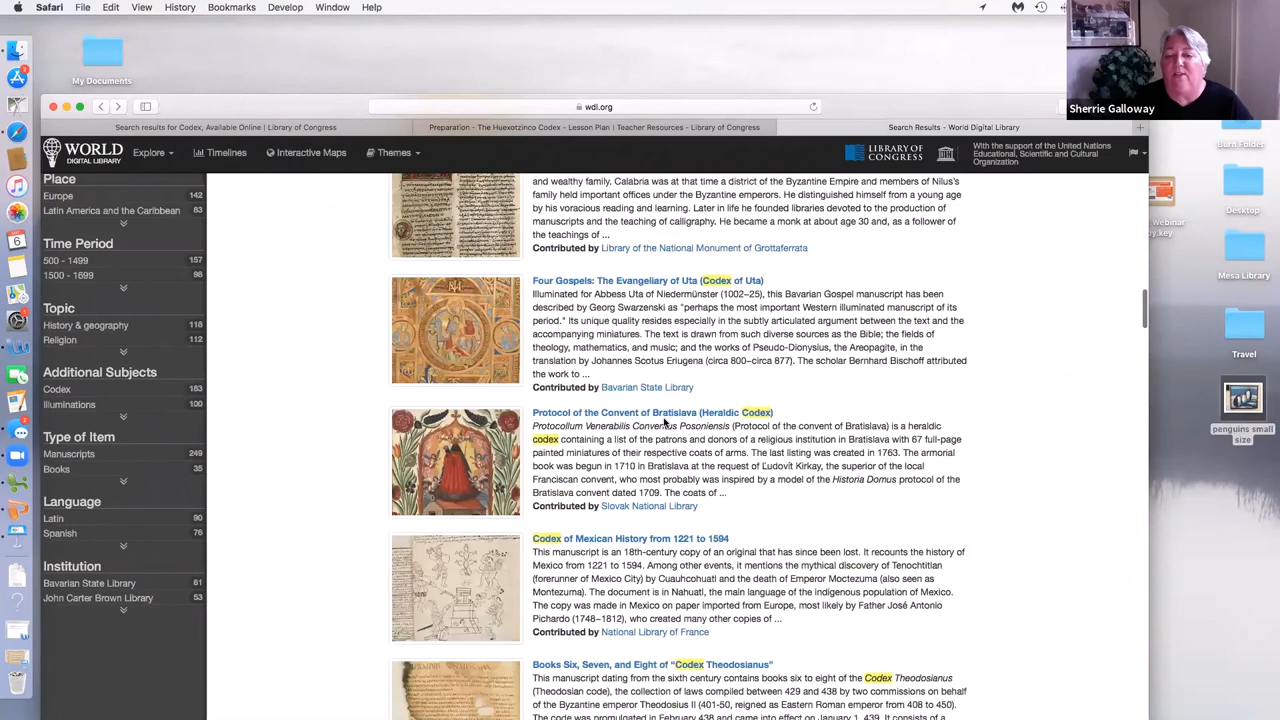 Safari File Edit View History Bookmarks Develop Window Help
Sherrie Galloway
My Documents
wdl.org
Search results for Codex, Available Online | Library of Congress
Preparation - The Huexotzinco Codex - Lesson Plan | Teacher Resources - Library of Congress
Search Results - World Digital Library
WORLD
DIGITAL LIBRARY
Explore
Timelines
Interactive Maps
Themes
LIBRARY OF
CONGRESS
With the support of the United Nations
Educational, Scientific and Cultural
Organization
Place
Europe 142
Latin America and the Caribbean 83
Time Period
500 - 1499 157
1500 - 1699 98
Topic
History & geography 118
Religion 112
Additional Subjects
Codex 183
Illuminations 100
Type of Item
Manuscripts 249
Books 35
Language
Latin 90
Spanish 76
Institution
Bavarian State Library 61
John Carter Brown Library 53
and wealthy family. Calabria was at that time a district of the Byzantine Empire and members of Nilus's
family held important offices under the Byzantine emperors. He distinguished himself from a young age
by his voracious reading and learning. Later in life he founded libraries devoted to the production of
manuscripts and the teaching of calligraphy. He became a monk at about age 30 and, as a follower of
the teachings of ...
Contributed by Library of the National Monument of Grottaferrata
Four Gospels: The Evangeliary of Uta (Codex of Uta)
Illuminated for Abbess Uta of Niedermünster (1002–25), this Bavarian Gospel manuscript has been
described by Georg Swarzenski as "perhaps the most important Western illuminated manuscript of its
period." Its unique quality resides especially in the subtly articulated argument between the text and the
accompanying miniatures. The text is drawn from such diverse sources as the Bible; the fields of
theology, mathematics, and music; and the works of Pseudo-Dionysius, the Areopagite, in the
translation by Johannes Scotus Eriugena (circa 800–circa 877). The scholar Bernhard Bischoff attributed
the work to ...
Contributed by Bavarian State Library
Protocol of the Convent of Bratislava (Heraldic Codex)
Protocollum Venerabilis Conventus Posoniensis (Protocol of the convent of Bratislava) is a heraldic
codex containing a list of the patrons and donors of a religious institution in Bratislava with 67 full-page
painted miniatures of their respective coats of arms. The last listing was created in 1763. The armorial
book was begun in 1710 in Bratislava at the request of Ľudovít Kirkay, the superior of the local
Franciscan convent, who most probably was inspired by a model of the Historia Domus protocol of the
Bratislava convent dated 1709. The coats of ...
Contributed by Slovak National Library
Codex of Mexican History from 1221 to 1594
This manuscript is an 18th-century copy of an original that has since been lost. It recounts the history of
Mexico from 1221 to 1594. Among other events, it mentions the mythical discovery of Tenochtitlan
(forerunner of Mexico City) by Cuauhcohuatl and the death of Emperor Moctezuma (also seen as
Montezuma). The document is in Nahuatl, the main language of the indigenous population of Mexico.
The copy was made in Mexico on paper imported from Europe, most likely by Father José Antonio
Pichardo (1748–1812), who created many other copies of ...
Contributed by National Library of France
Books Six, Seven, and Eight of “Codex Theodosianus”
This manuscript dating from the sixth century contains books six to eight of the Codex Theodosianus
(Theodosian code), the collection of laws compiled between 429 and 438 by two commissions on behalf
of the Byzantine emperor Theodosius II (401-50, reigned as Eastern Roman emperor from 408 to 450).
The code was promulgated in February 438 and came into effect on January 1, 439. It consists of a
Burn Folder
Webinar
by.key
Desktop
Mesa Library
Travel
penguins small
size